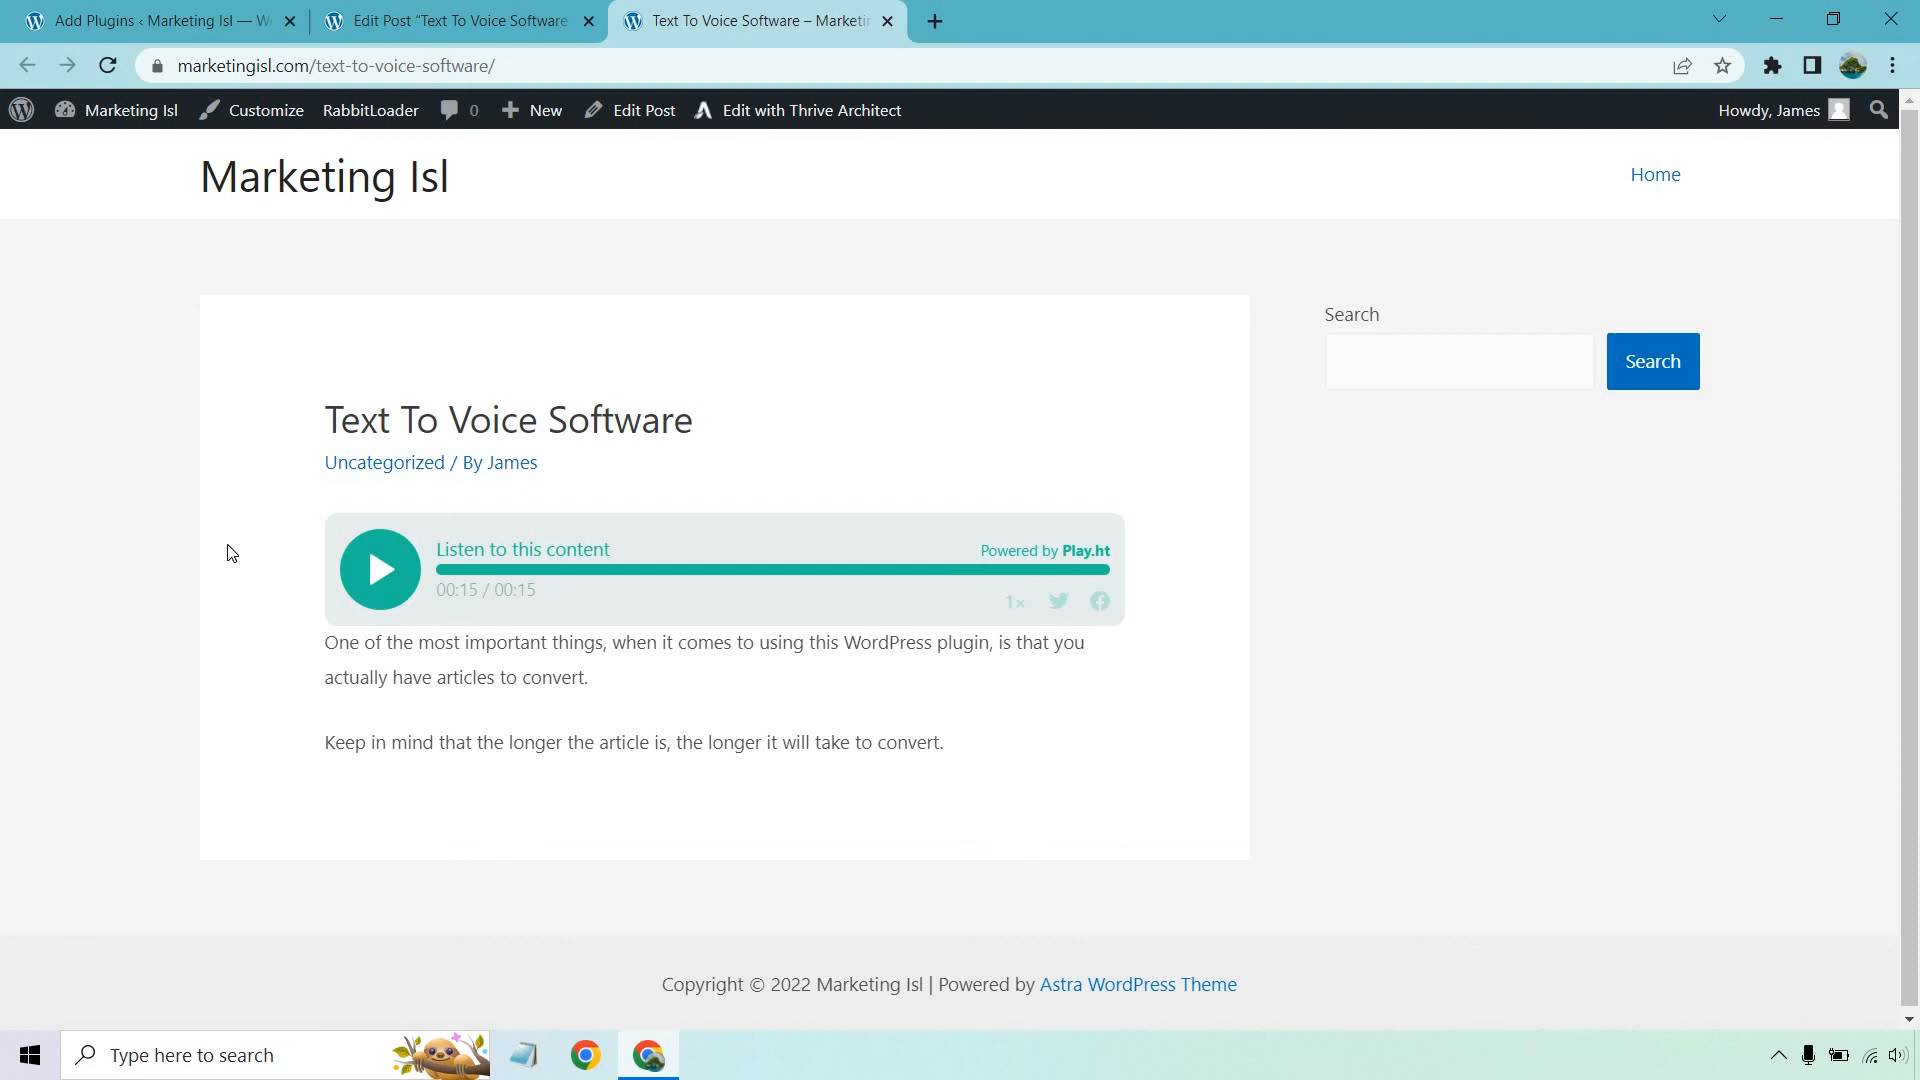 Add Plugins ‹ Marketing Isl — W
Edit Post “Text To Voice Software
Text To Voice Software – Marketin
marketingisl.com/text-to-voice-software/
Marketing Isl
Customize
RabbitLoader
0
New
Edit Post
Edit with Thrive Architect
Howdy, James
Marketing Isl
Home
Search
Search
Text To Voice Software
Uncategorized / By James
Listen to this content
Powered by Play.ht
00:15 / 00:15
1×
One of the most important things, when it comes to using this WordPress plugin, is that you
actually have articles to convert.
Keep in mind that the longer the article is, the longer it will take to convert.
Copyright © 2022 Marketing Isl | Powered by Astra WordPress Theme
Type here to search